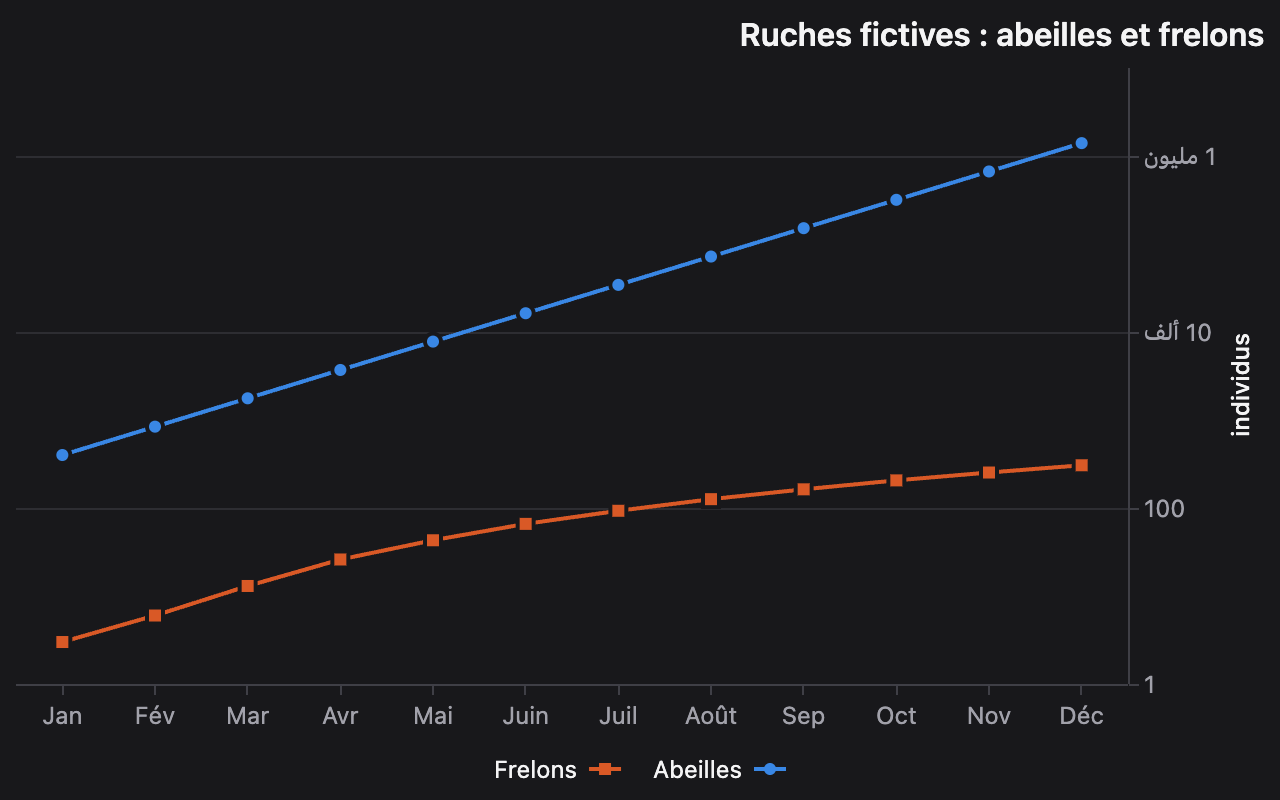 Ruches fictives : abeilles et frelons
1 مليون
10 ألف
100
1
individus
Jan Fév Mar Avr Mai Juin Juil Août Sep Oct Nov Déc
Frelons Abeilles